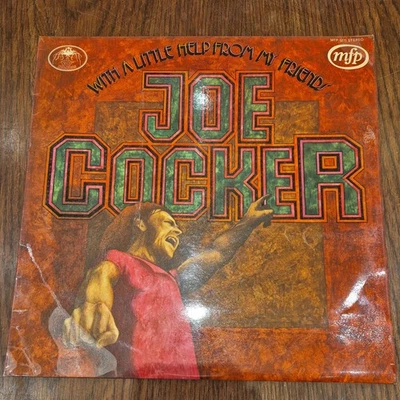 WITH A LITTLE HELP FROM MY FRIENDS
mfp
JOE
COCKER